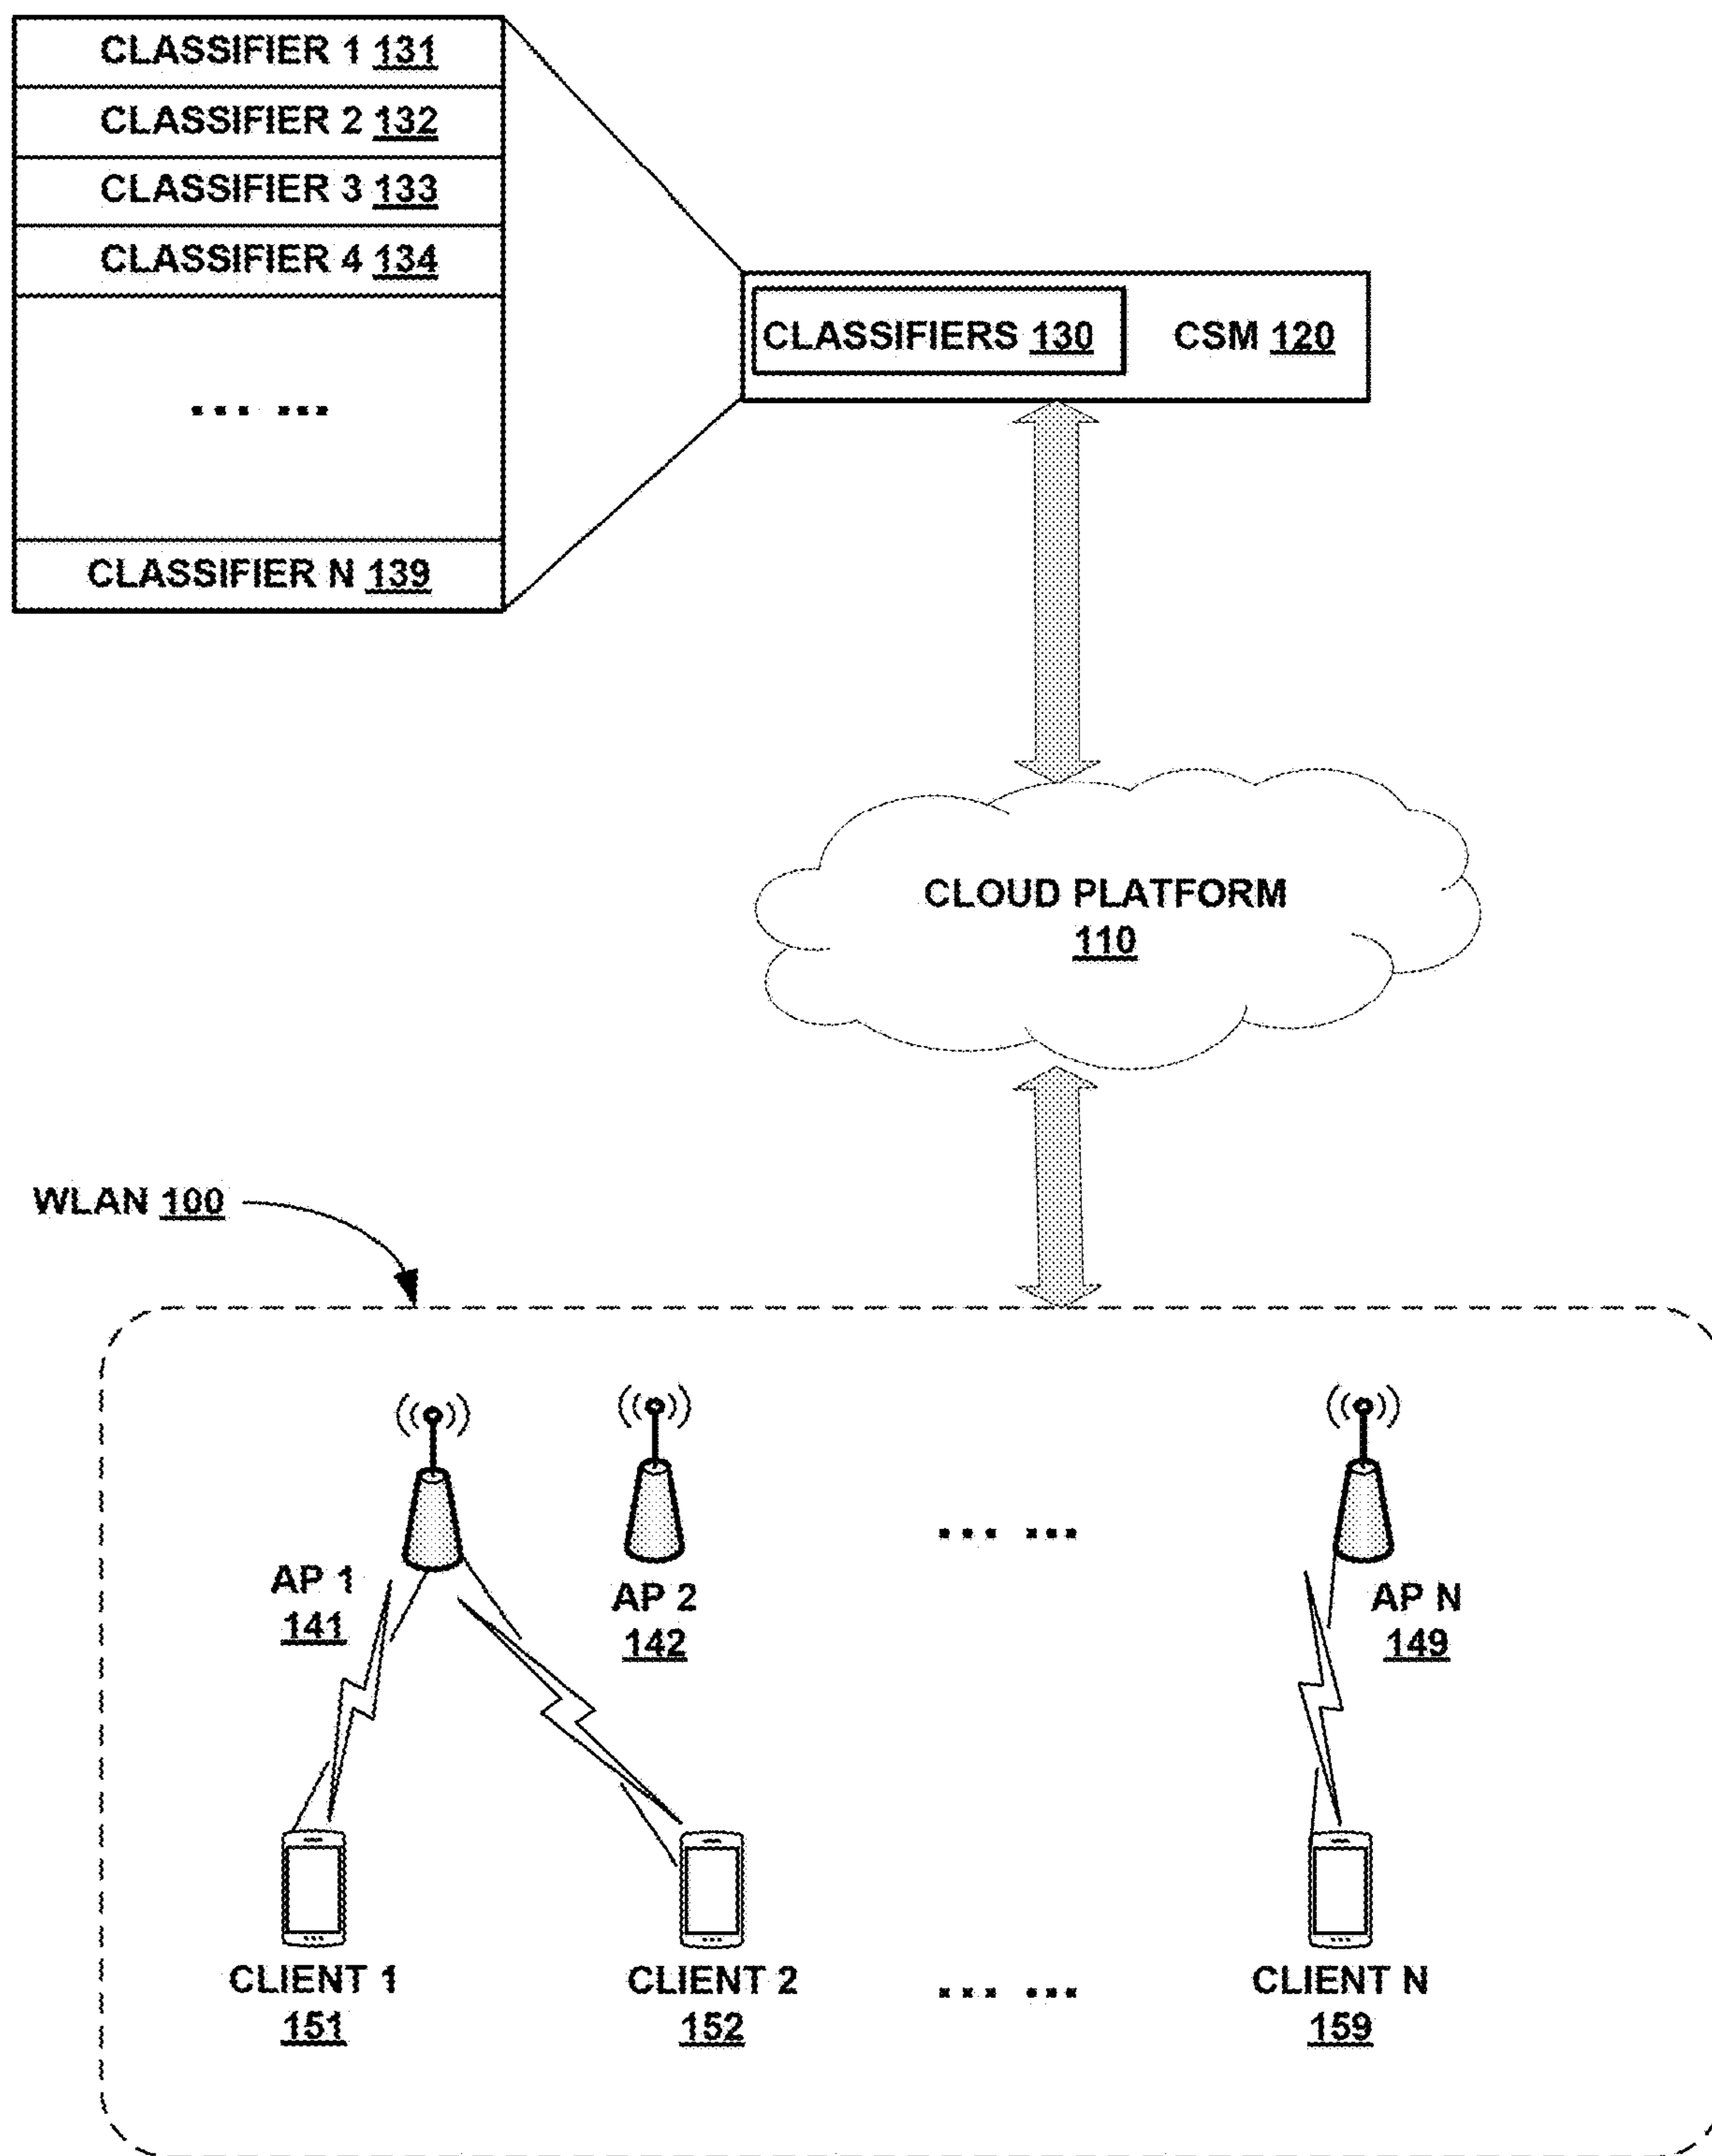 CLASSIFIER 1 131
CLASSIFIER 2 132
CLASSIFIER 3 133
CLASSIFIER 4 134
... ...
CLASSIFIER N 139
CLASSIFIERS 130
CSM 120
CLOUD PLATFORM
110
WLAN 100
AP 1
141
AP 2
142
... ...
AP N
149
CLIENT 1
151
CLIENT 2
152
... ...
CLIENT N
159